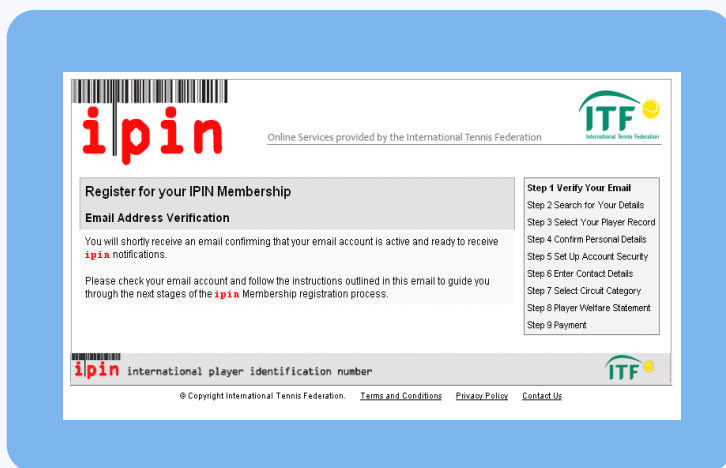 ipin
Online Services provided by the International Tennis Federation
ITF
International Tennis Federation
Register for your IPIN Membership
Email Address Verification
You will shortly receive an email confirming that your email account is active and ready to receive
ipin notifications.
Please check your email account and follow the instructions outlined in this email to guide you
through the next stages of the ipin Membership registration process.
Step 1 Verify Your Email
Step 2 Search for Your Details
Step 3 Select Your Player Record
Step 4 Confirm Personal Details
Step 5 Set Up Account Security
Step 6 Enter Contact Details
Step 7 Select Circuit Category
Step 8 Player Welfare Statement
Step 9 Payment
ipin international player identification number
ITF
© Copyright International Tennis Federation. Terms and Conditions Privacy Policy Contact Us